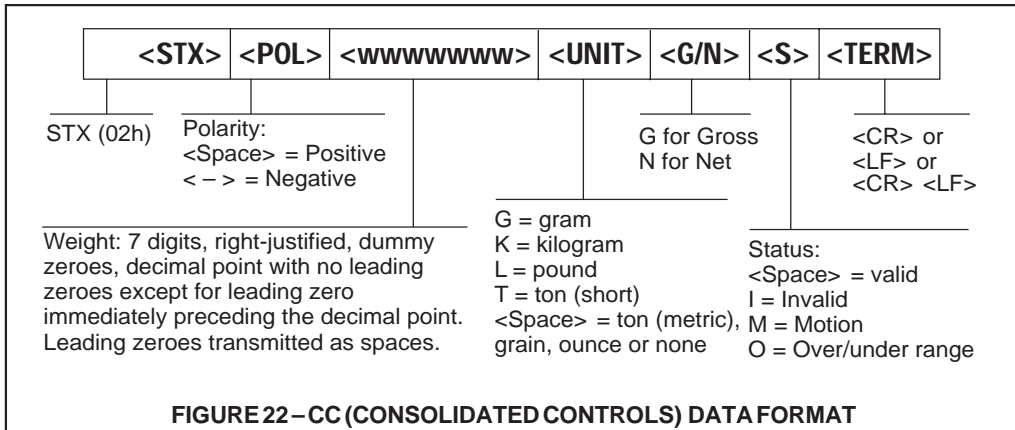 <STX> <POL> <wwwwwww> <UNIT> <G/N> <S> <TERM>
STX (02h)
Polarity:
<Space> = Positive
< – > = Negative
G for Gross
N for Net
<CR> or
<LF> or
<CR> <LF>
Weight: 7 digits, right-justified, dummy
zeroes, decimal point with no leading
zeroes except for leading zero
immediately preceding the decimal point.
Leading zeroes transmitted as spaces.
G = gram
K = kilogram
L = pound
T = ton (short)
<Space> = ton (metric),
grain, ounce or none
Status:
<Space> = valid
I = Invalid
M = Motion
O = Over/under range
FIGURE 22 – CC (CONSOLIDATED CONTROLS) DATA FORMAT